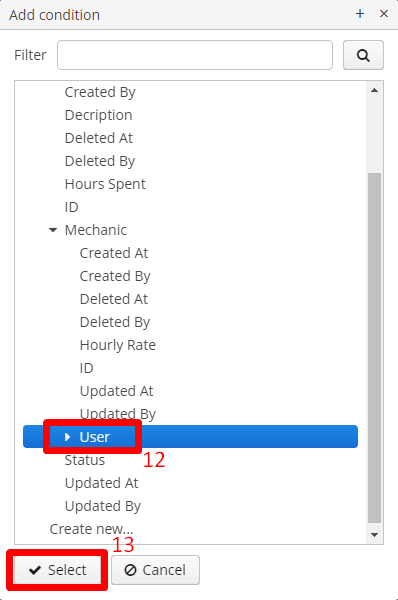 Add condition + ×
Filter
Created By
Decription
Deleted At
Deleted By
Hours Spent
ID
Mechanic
Created At
Created By
Deleted At
Deleted By
Hourly Rate
ID
Updated At
Updated By
User
12
Status
Updated At
Updated By
Create new...
13
Select Cancel